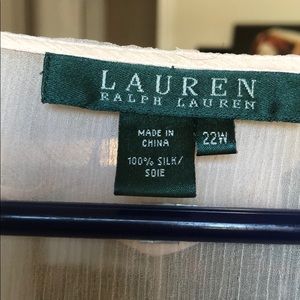 LAUREN
RALPH LAUREN
MADE IN
CHINA
100% SILK/
SOIE
22W